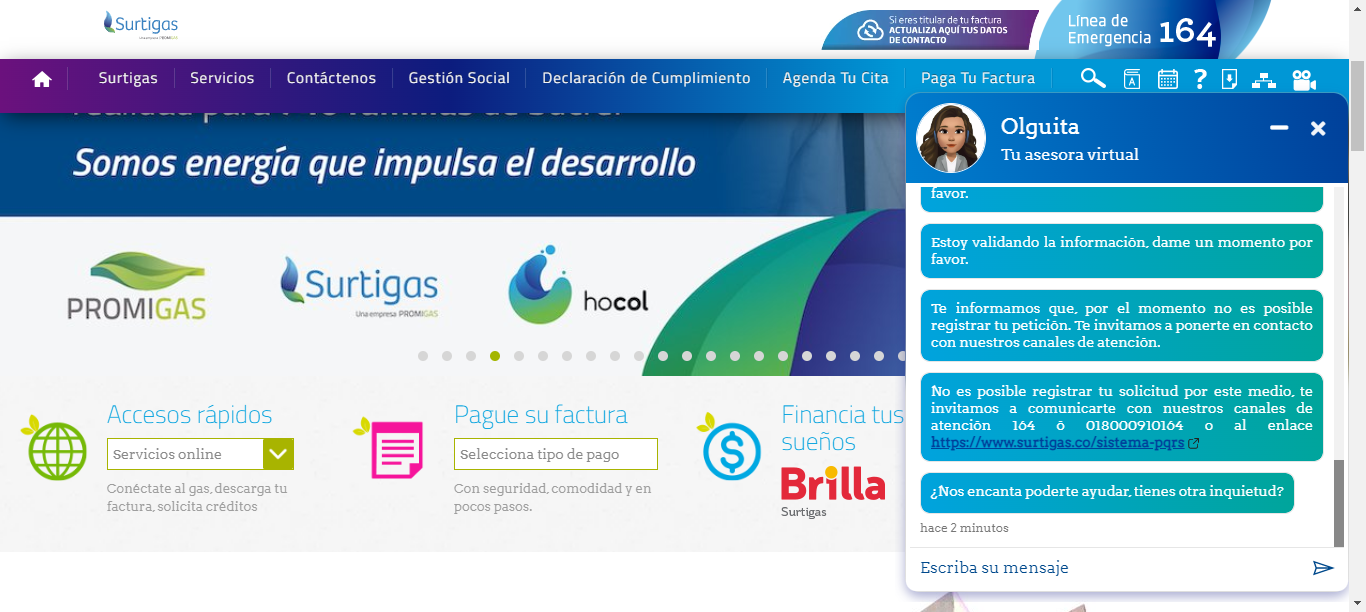 Surtigas
Una empresa PROMIGAS
Si eres titular de tu factura
ACTUALIZA AQUÍ TUS DATOS
DE CONTACTO
Línea de
Emergencia 164
Surtigas
Servicios
Contáctenos
Gestión Social
Declaración de Cumplimiento
Agenda Tu Cita
Paga Tu Factura
A
?
de Sucre.
Somos energía que impulsa el desarrollo
PROMIGAS
Surtigas
Una empresa PROMIGAS
hocol
Accesos rápidos
Servicios online
Conéctate al gas, descarga tu
factura, solicita créditos
Pague su factura
Selecciona tipo de pago
Con seguridad, comodidad y en
pocos pasos.
Financia tus
sueños
Brilla
Surtigas
Olguita
Tu asesora virtual
favor.
Estoy validando la información, dame un momento por
favor.
Te informamos que, por el momento no es posible
registrar tu petición. Te invitamos a ponerte en contacto
con nuestros canales de atención.
No es posible registrar tu solicitud por este medio, te
invitamos a comunicarte con nuestros canales de
atención 164 ó 018000910164 o al enlace
https://www.surtigas.co/sistema-pqrs
¿Nos encanta poderte ayudar, tienes otra inquietud?
hace 2 minutos
Escriba su mensaje